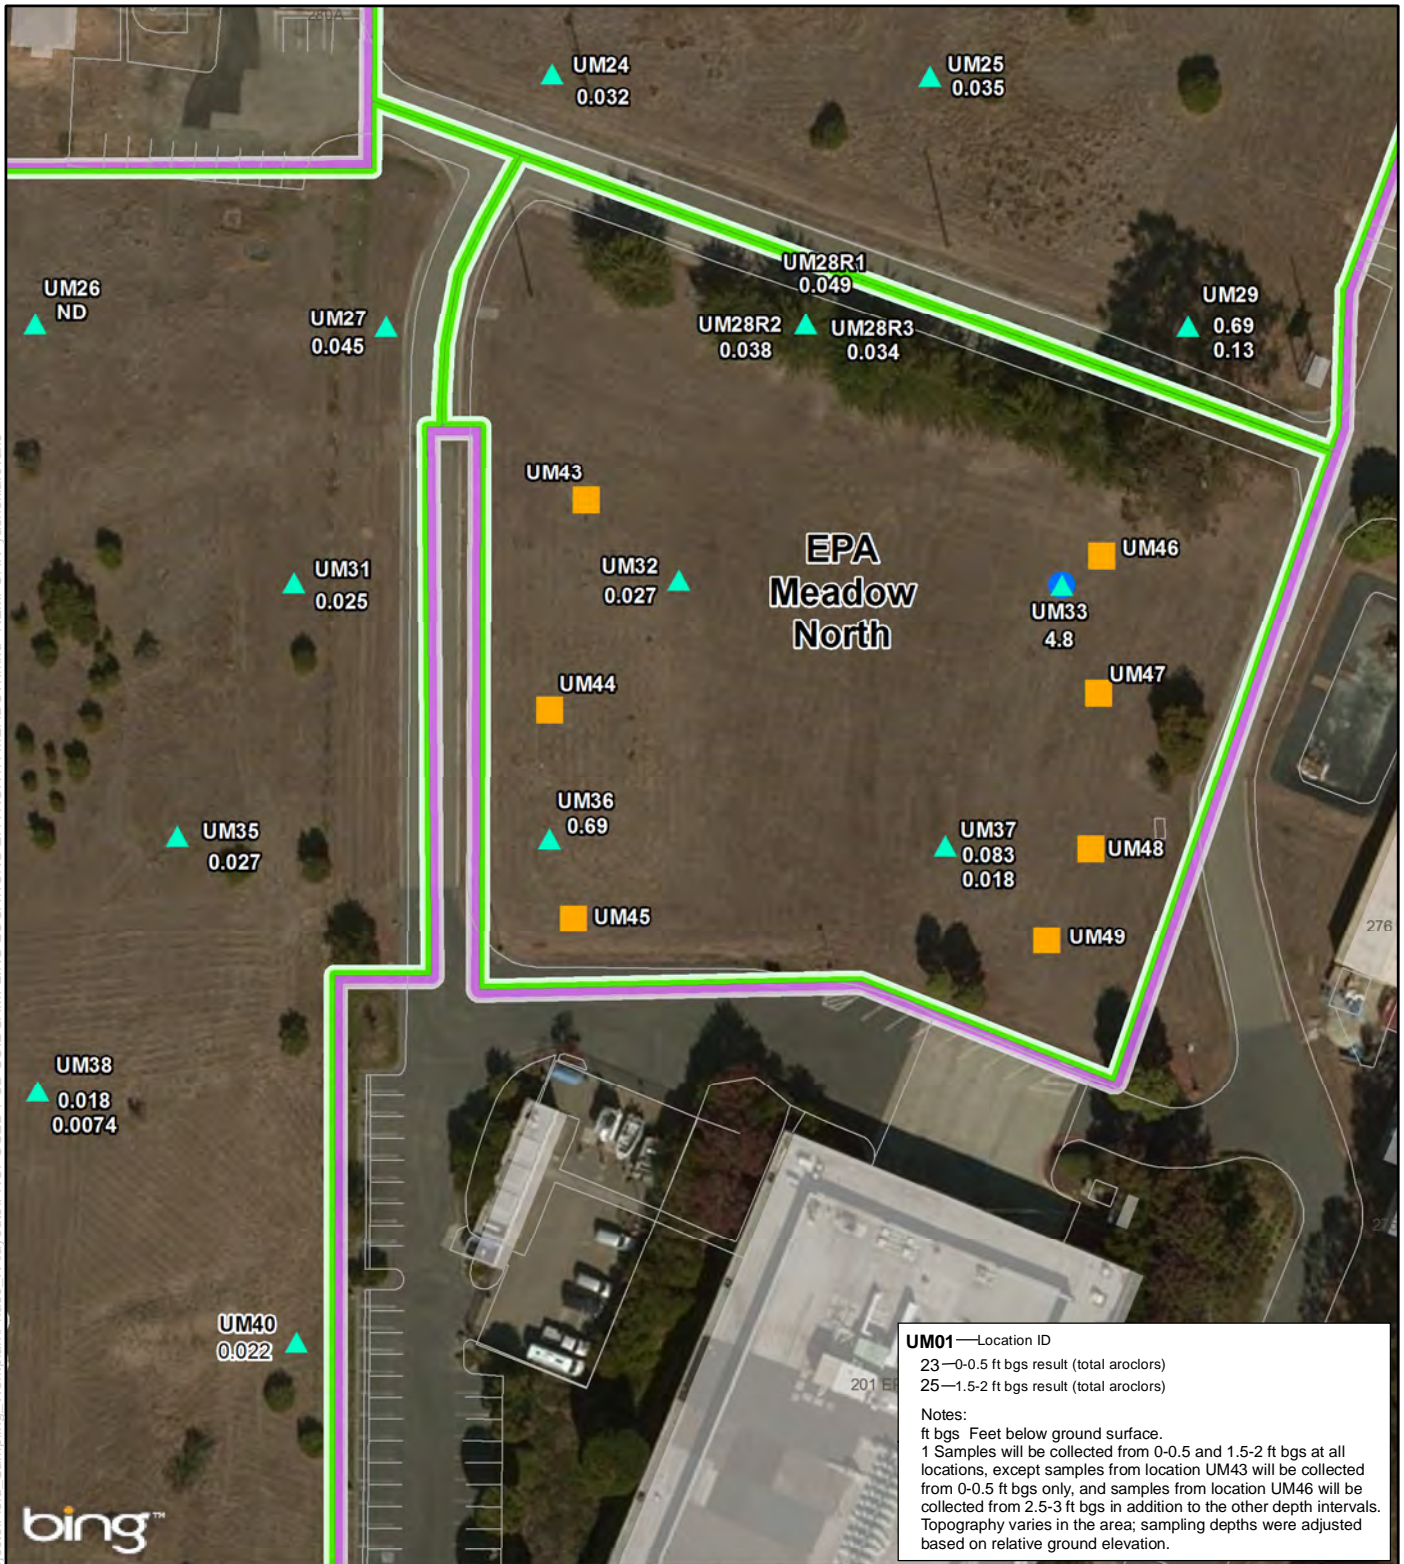 280A
UM24
0.032
UM25
0.035
UM26
ND
UM27
0.045
UM28R1
0.049
UM28R2
0.038
UM28R3
0.034
UM29
0.69
0.13
UM43
UM46
UM31
0.025
UM32
0.027
EPA
Meadow
North
UM33
4.8
UM44
UM47
UM36
0.69
UM35
0.027
UM37
0.083
0.018
UM48
UM45
UM49
276
UM38
0.018
0.0074
UM40
0.022
201
UM01—Location ID
23—0-0.5 ft bgs result (total aroclors)
25—1.5-2 ft bgs result (total aroclors)
Notes:
ft bgs Feet below ground surface.
1 Samples will be collected from 0-0.5 and 1.5-2 ft bgs at all
locations, except samples from location UM43 will be collected
from 0-0.5 ft bgs only, and samples from location UM46 will be
collected from 2.5-3 ft bgs in addition to the other depth intervals.
Topography varies in the area; sampling depths were adjusted
based on relative ground elevation.
bing™